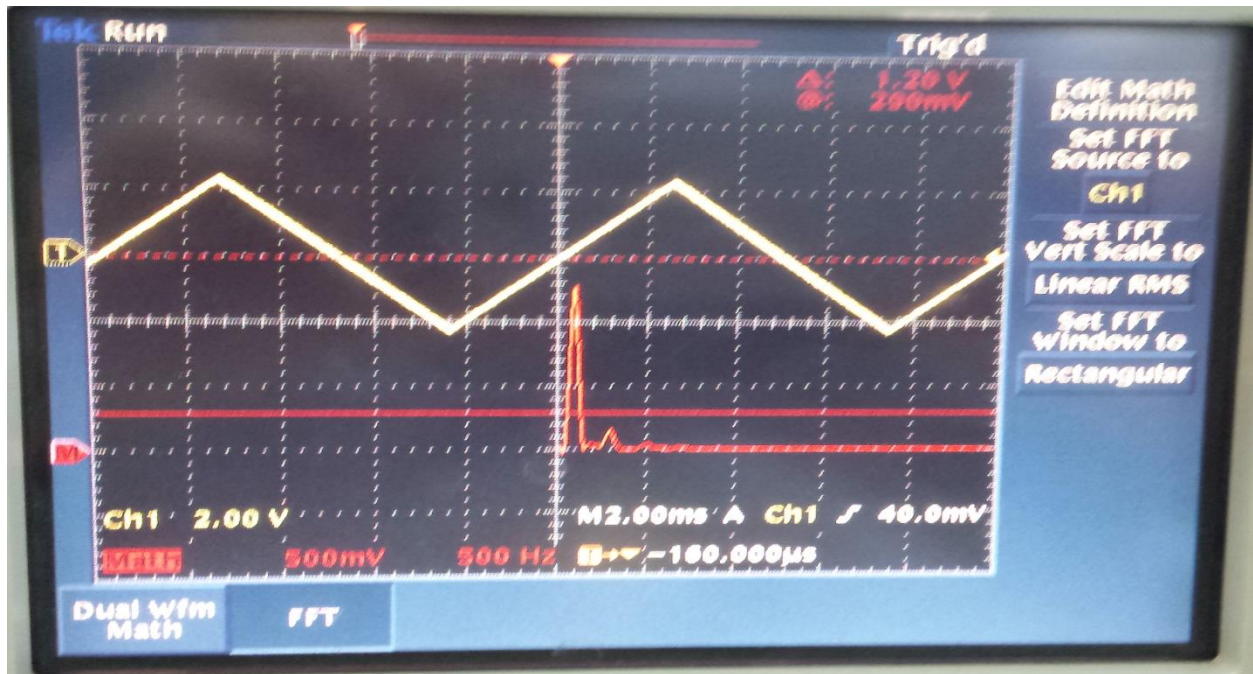 Tek Run
Trig'd
Δ: 1.20 V
@: 290mV
Edit Math
Definition
Set FFT
Source to
Ch1
Set FFT
Vert Scale to
Linear RMS
Set FFT
Window to
Rectangular
T
M
Ch1 2.00 V M2.00ms A Ch1 40.0mV
Math 500mV 500 Hz T -160.000µs
Dual Wfm
Math
FFT